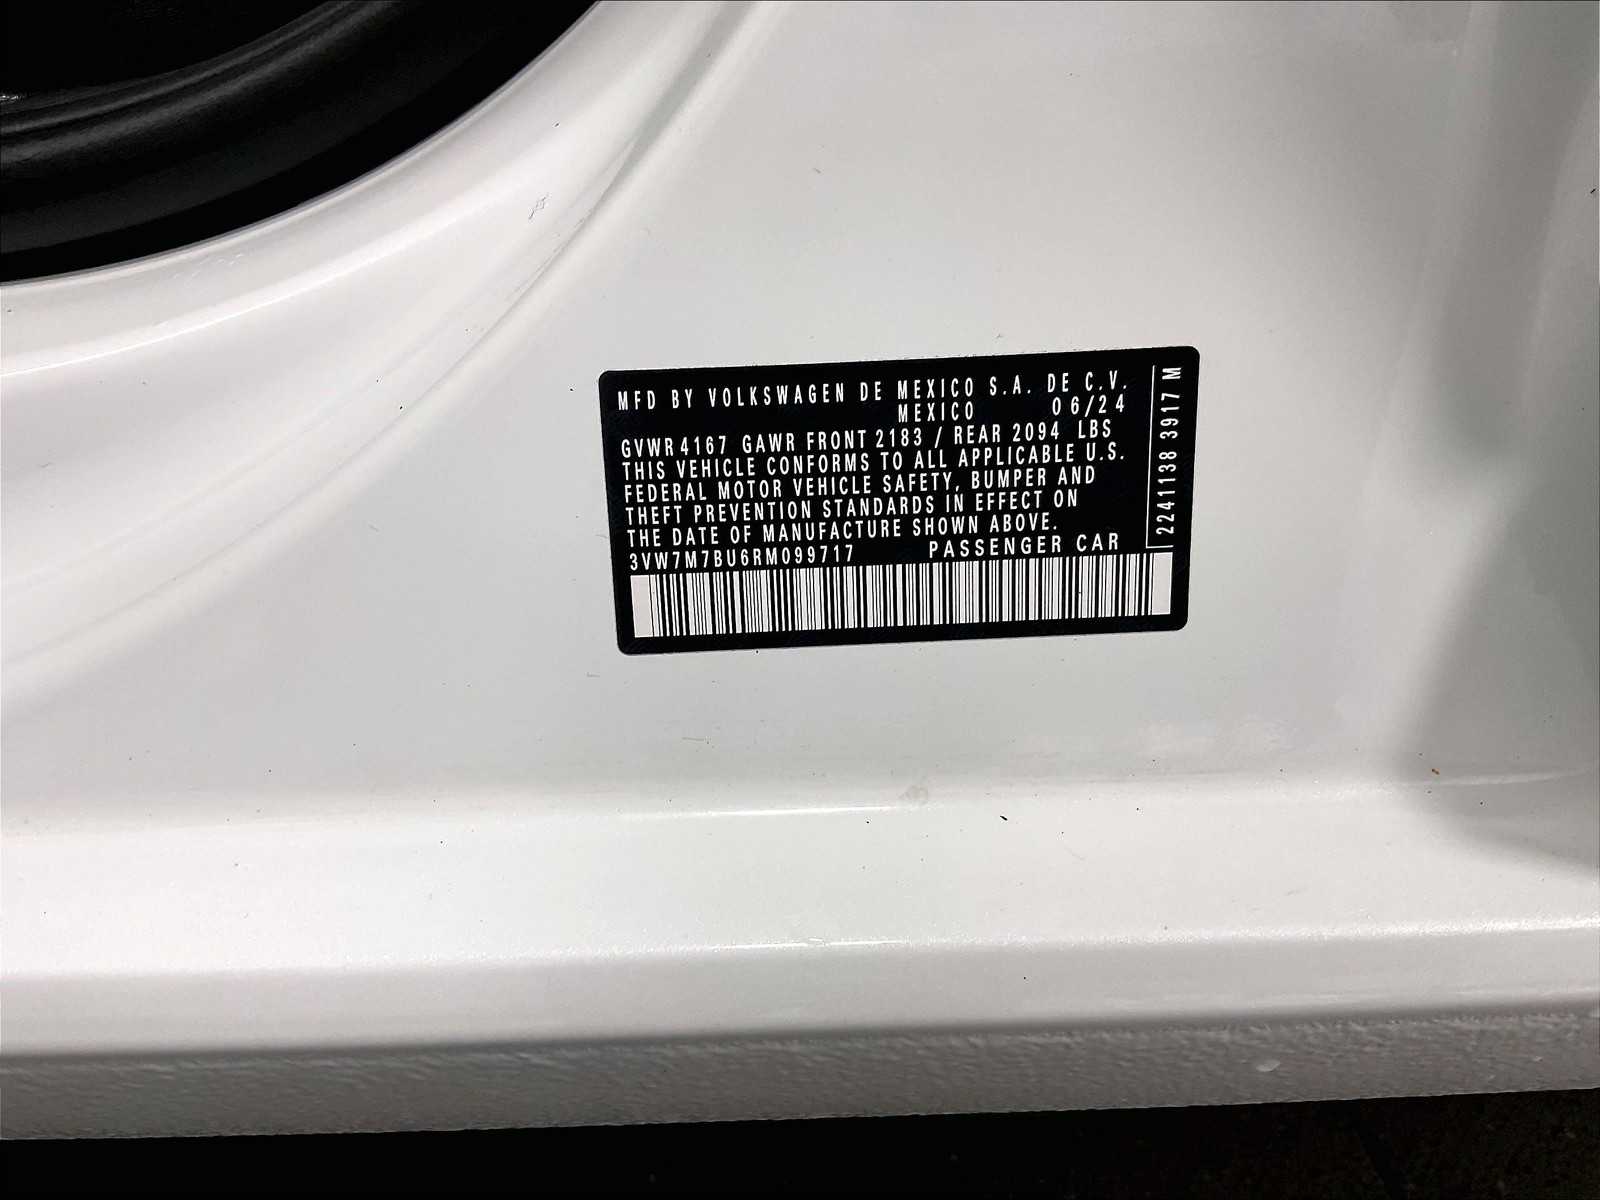 MFD BY VOLKSWAGEN DE MEXICO S.A. DE C.V.
MEXICO 06/24
GVWR 4167 GAWR FRONT 2183 / REAR 2094 LBS
THIS VEHICLE CONFORMS TO ALL APPLICABLE U.S.
FEDERAL MOTOR VEHICLE SAFETY, BUMPER AND
THEFT PREVENTION STANDARDS IN EFFECT ON
THE DATE OF MANUFACTURE SHOWN ABOVE.
3VW7M7BU6RM099717 PASSENGER CAR
2241138 3917 M